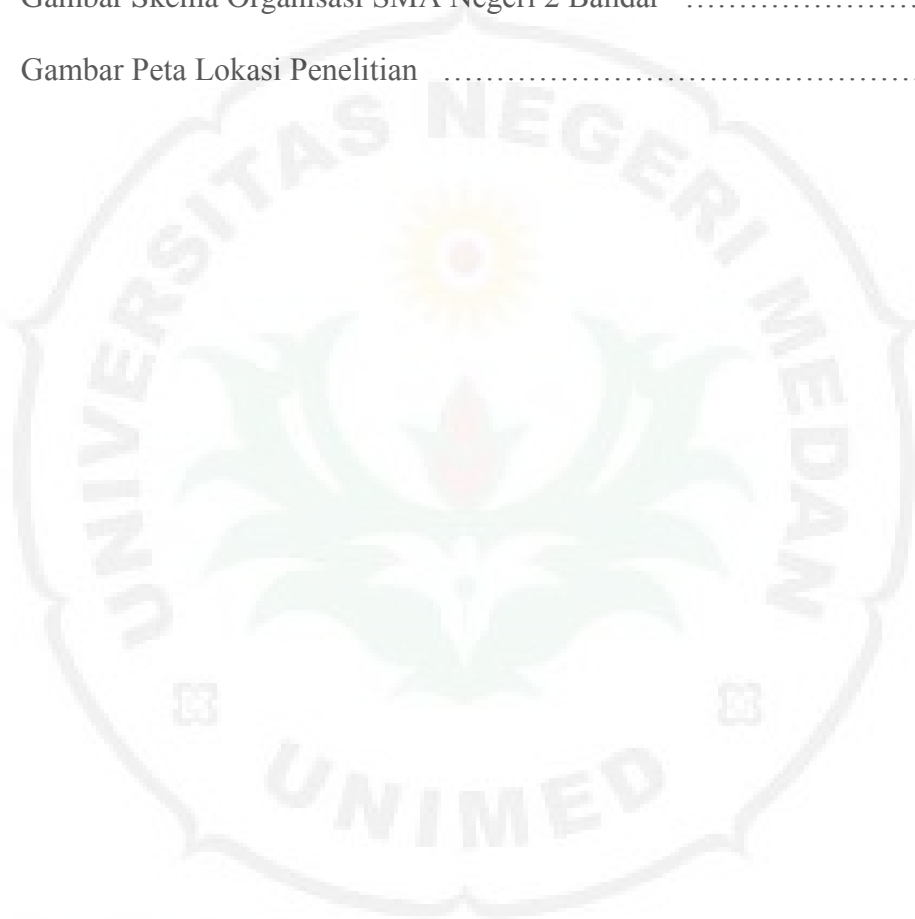 Gambar Skema Organisasi SMA Negeri 2 Bandar ……………………
Gambar Peta Lokasi Penelitian ………………………………………
UNIVERSITAS NEGERI MEDAN
UNIMED